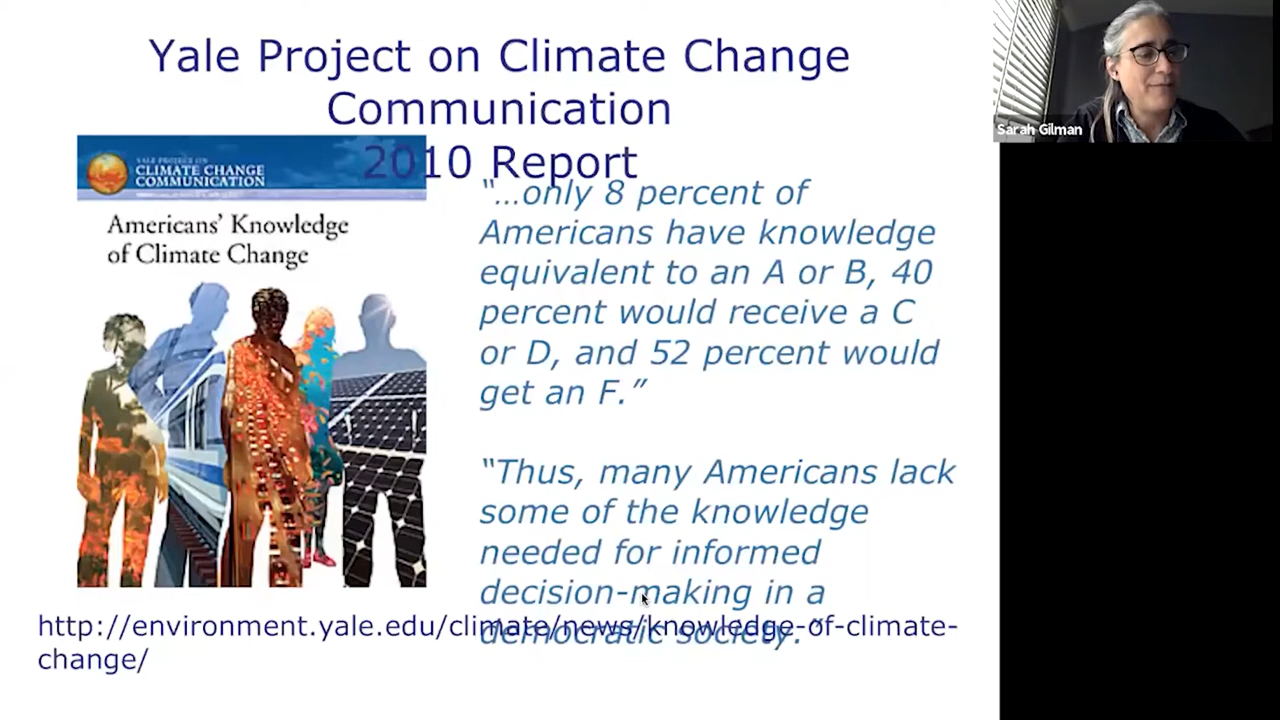 Yale Project on Climate Change
Communication
2010 Report
YALE PROJECT ON
CLIMATE CHANGE
COMMUNICATION
Americans' Knowledge
of Climate Change
“…only 8 percent of
Americans have knowledge
equivalent to an A or B, 40
percent would receive a C
or D, and 52 percent would
get an F.”
“Thus, many Americans lack
some of the knowledge
needed for informed
decision-making in a
democratic society.”
http://environment.yale.edu/climate/news/knowledge-of-climate-
change/
Sarah Gilman